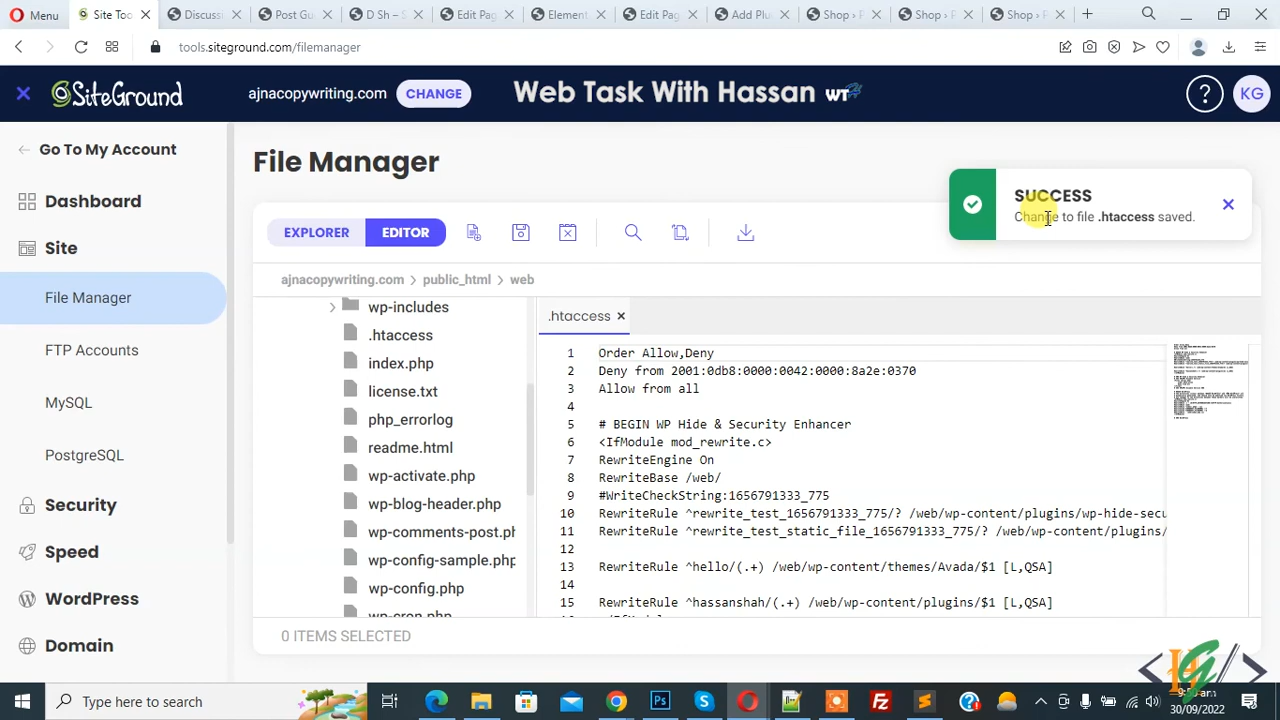 Menu
Site Too
Discussi
Post Gu
D Sh –
Edit Pag
Element
Edit Pag
Add Plu
Shop › P
Shop › P
Shop › P
tools.siteground.com/filemanager
SiteGround
ajnacopywriting.com
CHANGE
Web Task With Hassan
WT
?
KG
Go To My Account
Dashboard
Site
File Manager
FTP Accounts
MySQL
PostgreSQL
Security
Speed
WordPress
Domain
File Manager
SUCCESS
Change to file .htaccess saved.
EXPLORER
EDITOR
ajnacopywriting.com > public_html > web
wp-includes
.htaccess
index.php
license.txt
php_errorlog
readme.html
wp-activate.php
wp-blog-header.php
wp-comments-post.ph
wp-config-sample.php
wp-config.php
wp-cron.php
.htaccess
1 Order Allow,Deny
2 Deny from 2001:0db8:0000:0042:0000:8a2e:0370
3 Allow from all
4
5 # BEGIN WP Hide & Security Enhancer
6 <IfModule mod_rewrite.c>
7 RewriteEngine On
8 RewriteBase /web/
9 #WriteCheckString:1656791333_775
10 RewriteRule ^rewrite_test_1656791333_775/? /web/wp-content/plugins/wp-hide-secu
11 RewriteRule ^rewrite_test_static_file_1656791333_775/? /web/wp-content/plugins/
12
13 RewriteRule ^hello/(.+) /web/wp-content/themes/Avada/$1 [L,QSA]
14
15 RewriteRule ^hassanshah/(.+) /web/wp-content/plugins/$1 [L,QSA]
0 ITEMS SELECTED
Type here to search
30/09/2022